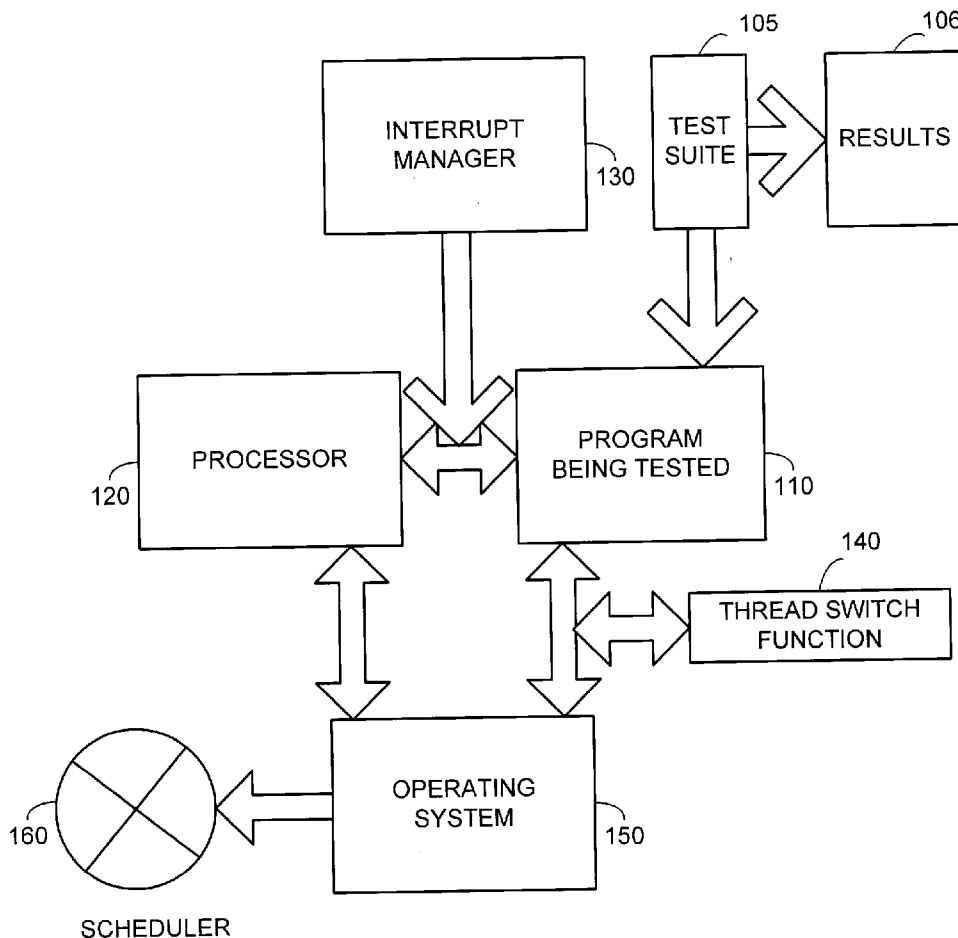 105
106
INTERRUPT
MANAGER
130
TEST
SUITE
RESULTS
PROCESSOR
120
PROGRAM
BEING TESTED
110
140
THREAD SWITCH
FUNCTION
OPERATING
SYSTEM
150
160
SCHEDULER